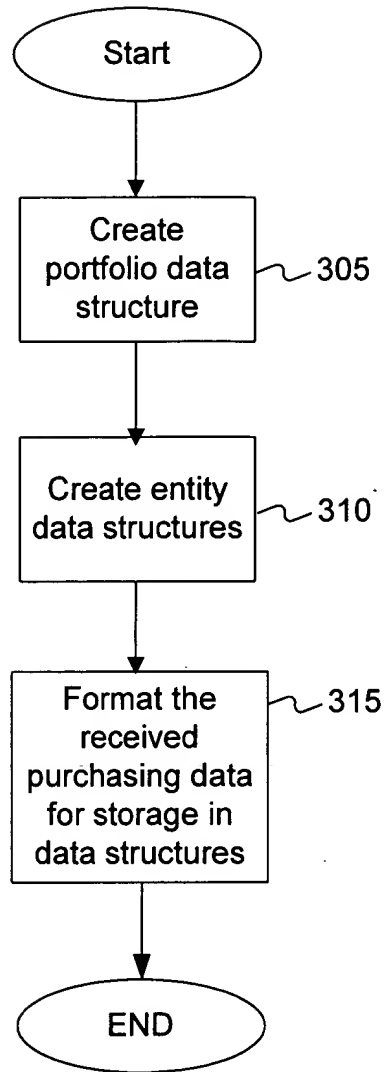 Start
Create
portfolio data
structure
305
Create entity
data structures
310
Format the
received
purchasing data
for storage in
data structures
315
END